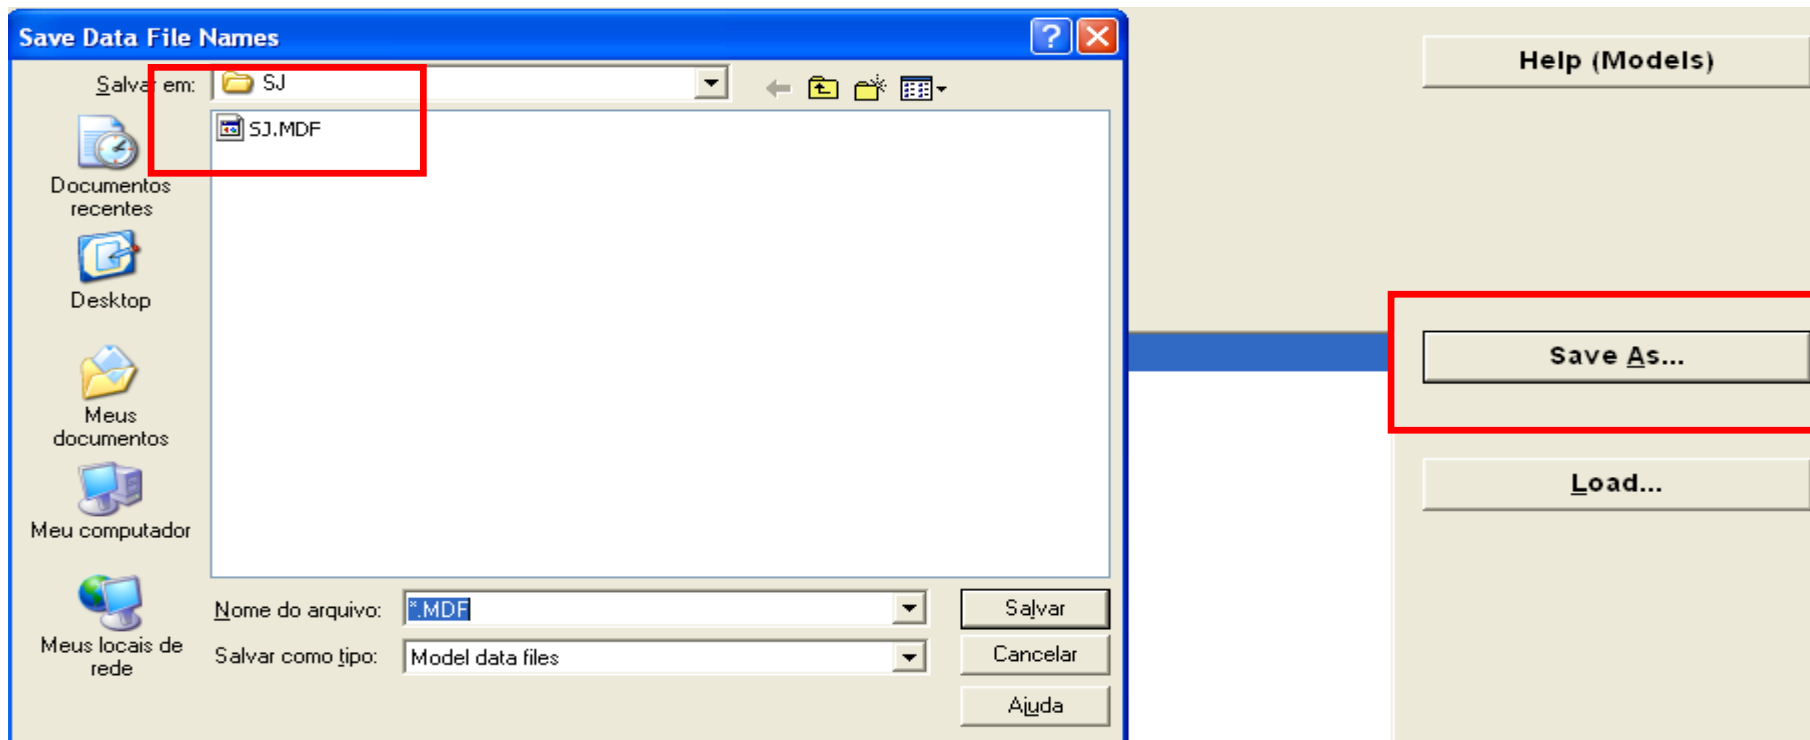 Save Data File Names
Salvar em:
SJ
SJ.MDF
Documentos
recentes
Desktop
Meus
documentos
Meu computador
Meus locais de
rede
Nome do arquivo:
*.MDF
Salvar
Salvar como tipo:
Model data files
Cancelar
Ajuda
Help (Models)
Save As...
Load...